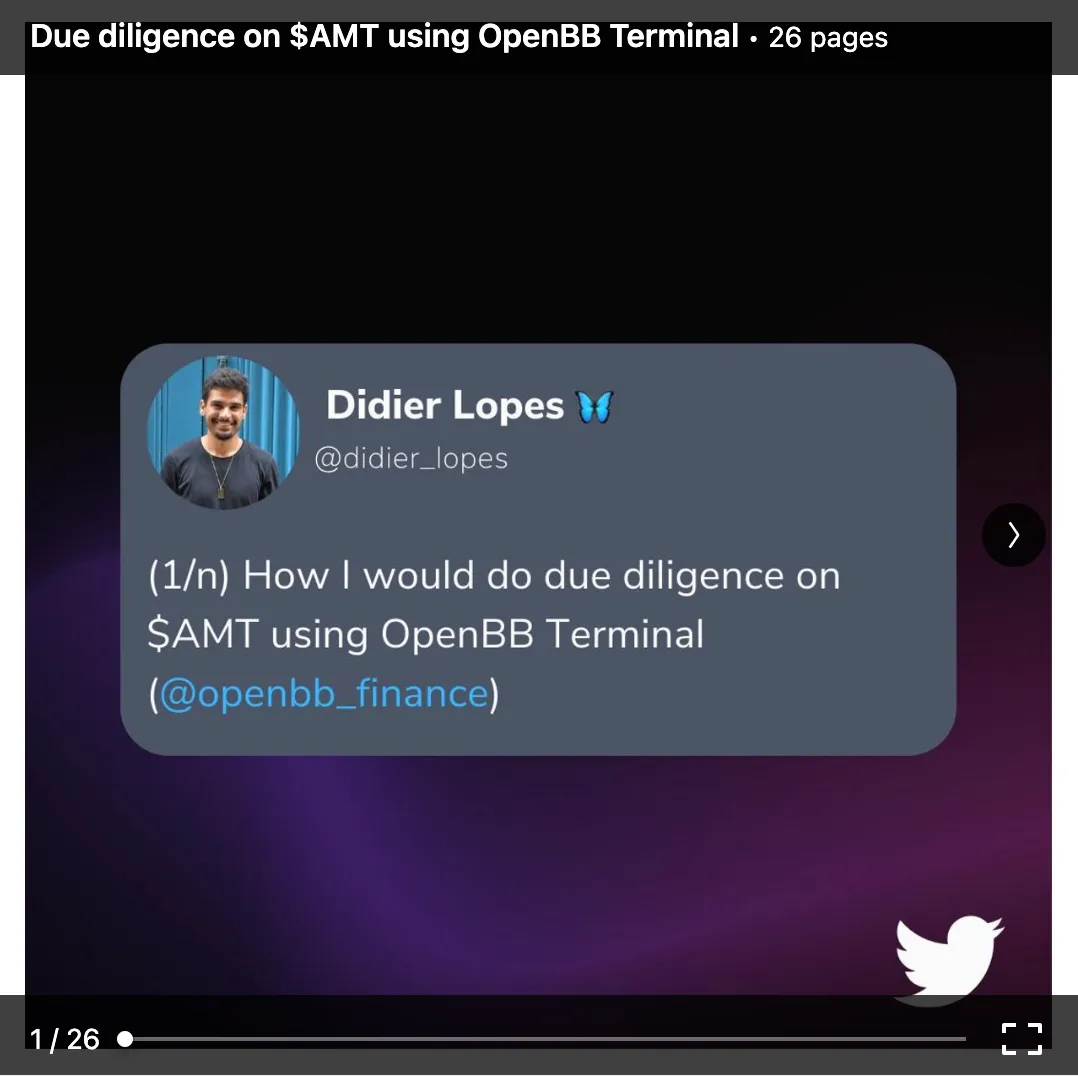 Due diligence on $AMT using OpenBB Terminal • 26 pages
Didier Lopes 🦋
@didier_lopes
(1/n) How I would do due diligence on
$AMT using OpenBB Terminal
(@openbb_finance)
1 / 26